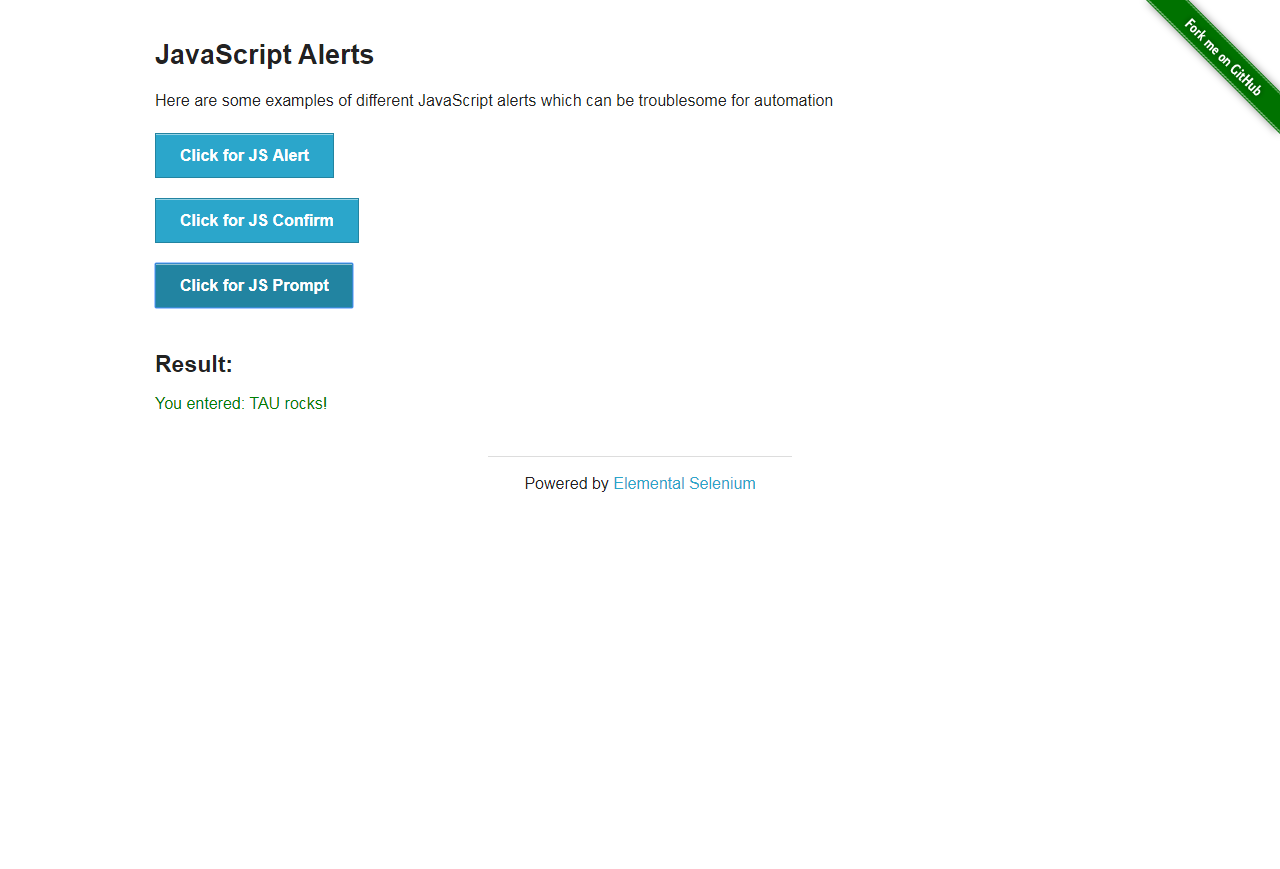 Fork me on GitHub
JavaScript Alerts
Here are some examples of different JavaScript alerts which can be troublesome for automation
Click for JS Alert
Click for JS Confirm
Click for JS Prompt
Result:
You entered: TAU rocks!
Powered by Elemental Selenium